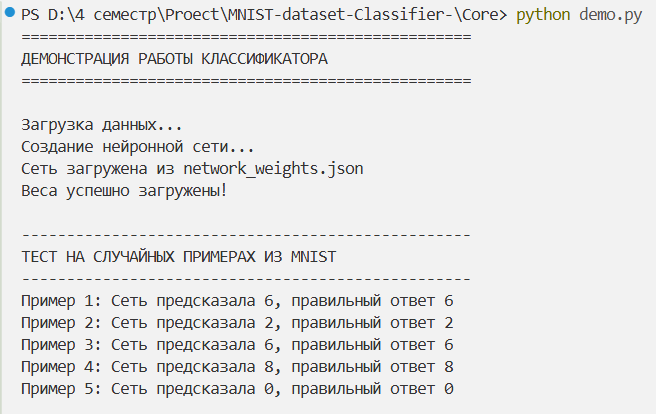 PS D:\4 семестр\Proect\MNIST-dataset-Classifier-\Core> python demo.py
==================================================
ДЕМОНСТРАЦИЯ РАБОТЫ КЛАССИФИКАТОРА
==================================================
Загрузка данных...
Создание нейронной сети...
Сеть загружена из network_weights.json
Веса успешно загружены!
--------------------------------------------------
ТЕСТ НА СЛУЧАЙНЫХ ПРИМЕРАХ ИЗ MNIST
--------------------------------------------------
Пример 1: Сеть предсказала 6, правильный ответ 6
Пример 2: Сеть предсказала 2, правильный ответ 2
Пример 3: Сеть предсказала 6, правильный ответ 6
Пример 4: Сеть предсказала 8, правильный ответ 8
Пример 5: Сеть предсказала 0, правильный ответ 0